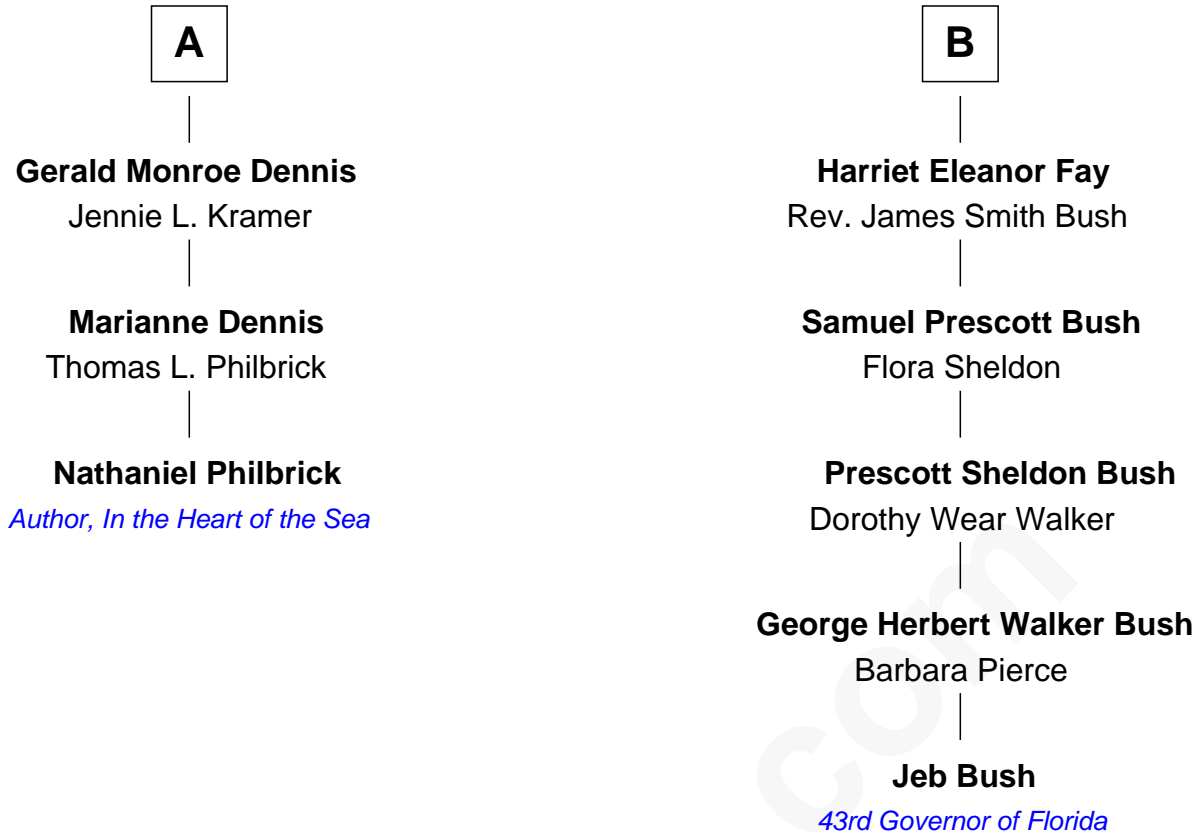 A
Gerald Monroe Dennis
Jennie L. Kramer
Marianne Dennis
Thomas L. Philbrick
Nathaniel Philbrick
Author, In the Heart of the Sea
B
Harriet Eleanor Fay
Rev. James Smith Bush
Samuel Prescott Bush
Flora Sheldon
Prescott Sheldon Bush
Dorothy Wear Walker
George Herbert Walker Bush
Barbara Pierce
Jeb Bush
43rd Governor of Florida
com